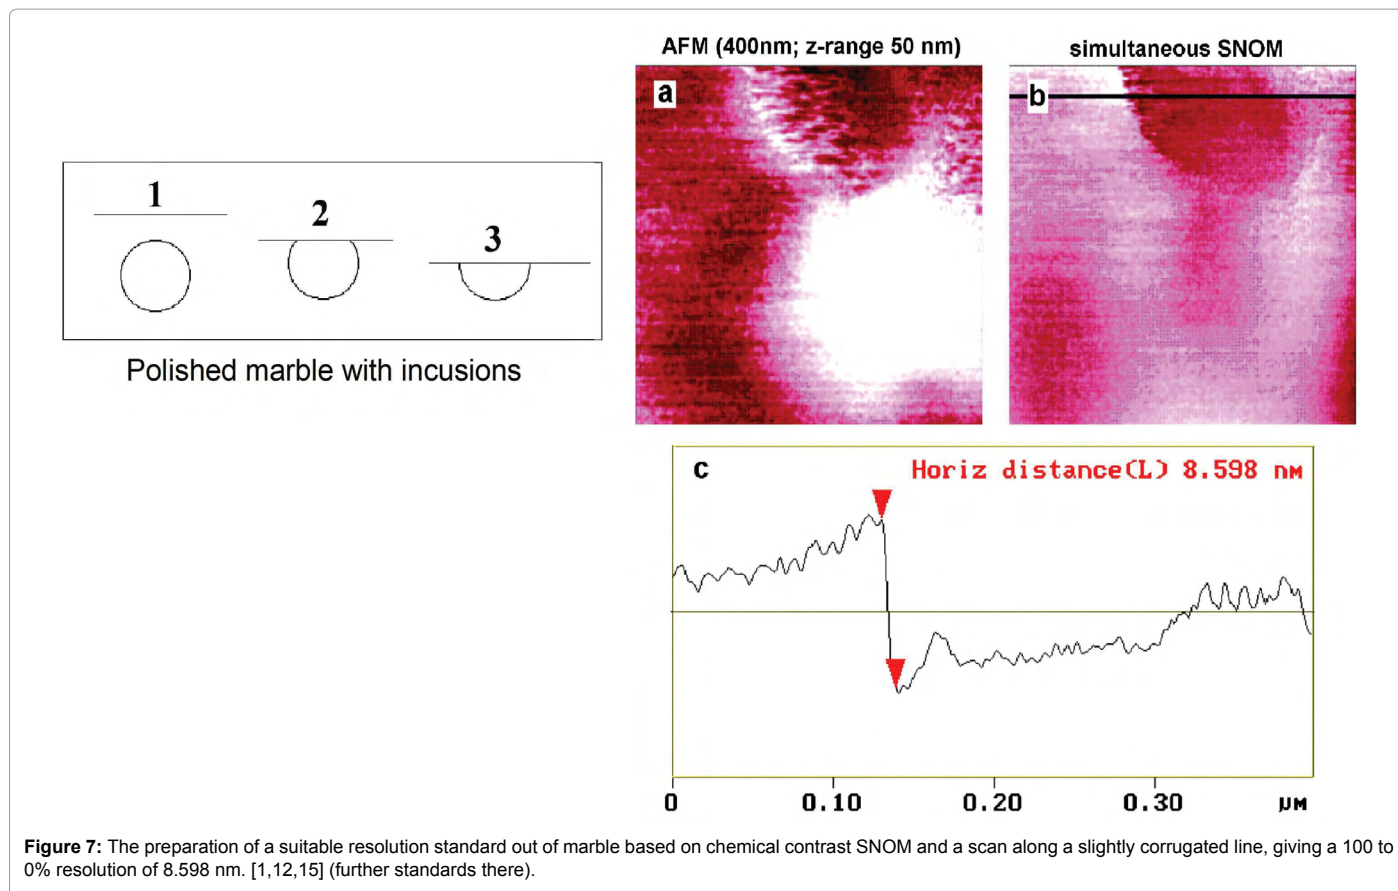 AFM (400nm; z-range 50 nm)
simultaneous SNOM
a
b
1
2
3
Polished marble with incusions
c
Horiz distance(L) 8.598 nm
0
0.10
0.20
0.30
µM
Figure 7: The preparation of a suitable resolution standard out of marble based on chemical contrast SNOM and a scan along a slightly corrugated line, giving a 100 to
0% resolution of 8.598 nm. [1,12,15] (further standards there).